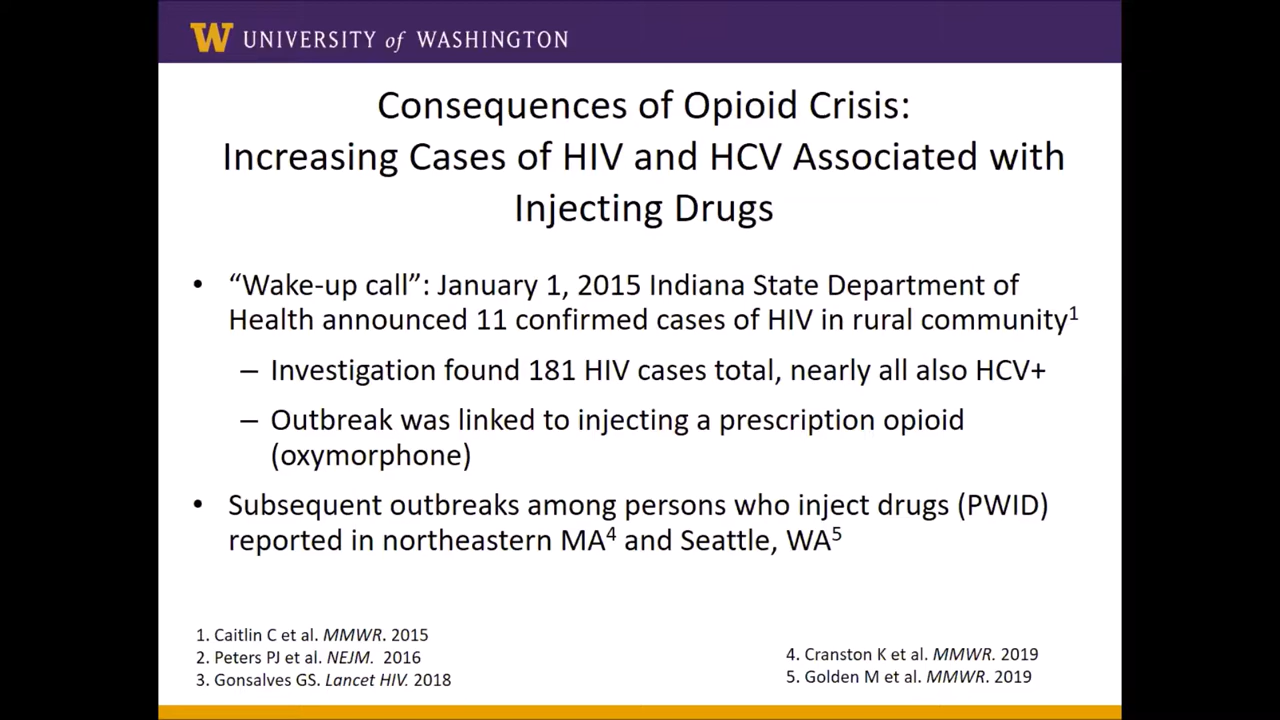 W UNIVERSITY of WASHINGTON
Consequences of Opioid Crisis:
Increasing Cases of HIV and HCV Associated with
Injecting Drugs
• “Wake-up call”: January 1, 2015 Indiana State Department of
Health announced 11 confirmed cases of HIV in rural community¹
– Investigation found 181 HIV cases total, nearly all also HCV+
– Outbreak was linked to injecting a prescription opioid
(oxymorphone)
• Subsequent outbreaks among persons who inject drugs (PWID)
reported in northeastern MA⁴ and Seattle, WA⁵
1. Caitlin C et al. MMWR. 2015
2. Peters PJ et al. NEJM. 2016
3. Gonsalves GS. Lancet HIV. 2018
4. Cranston K et al. MMWR. 2019
5. Golden M et al. MMWR. 2019